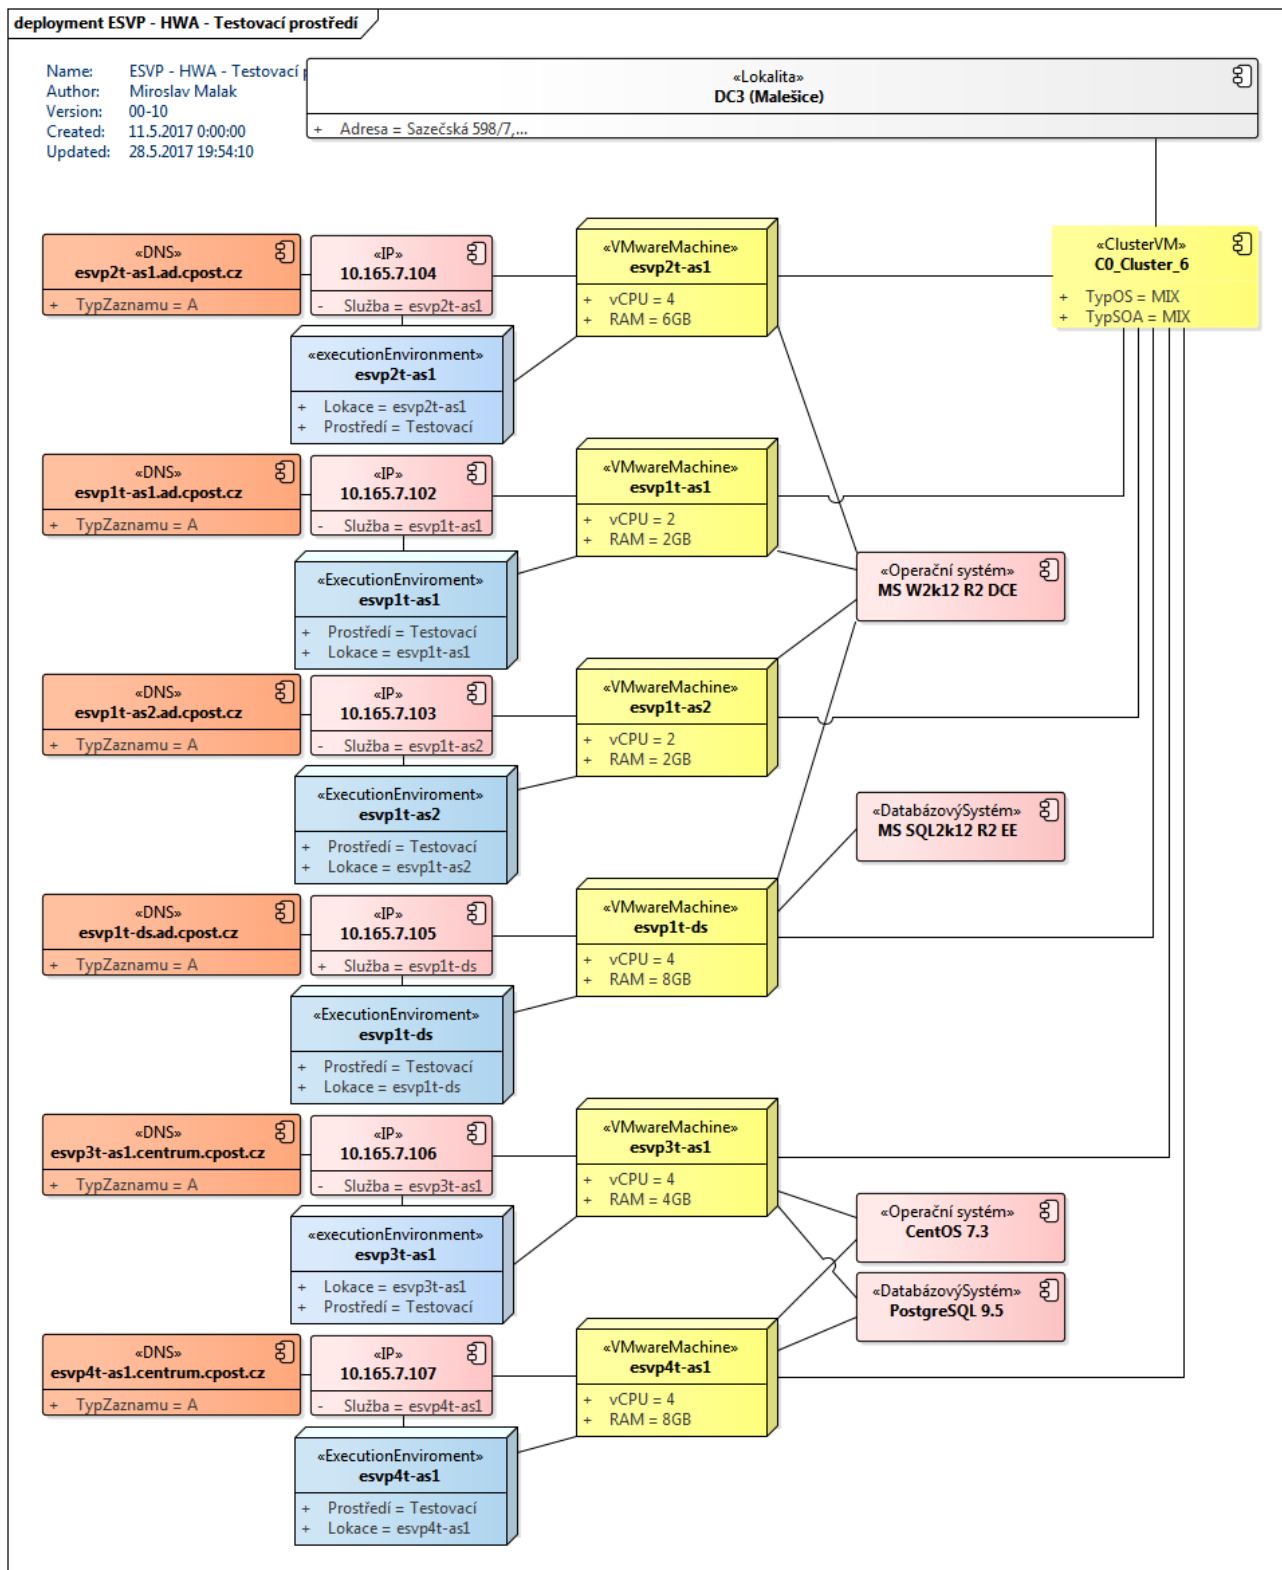 deployment ESVP - HWA - Testovací prostředí
Name: ESVP - HWA - Testovací
Author: Miroslav Malak
Version: 00-10
Created: 11.5.2017 0:00:00
Updated: 28.5.2017 19:54:10
«Lokalita»
DC3 (Malešice)
+ Adresa = Sazečská 598/7,...
«ClusterVM»
C0_Cluster_6
+ TypOS = MIX
+ TypSOA = MIX
«DNS»
esvp2t-as1.ad.cpost.cz
+ TypZaznamu = A
«IP»
10.165.7.104
- Služba = esvp2t-as1
«VMwareMachine»
esvp2t-as1
+ vCPU = 4
+ RAM = 6GB
«executionEnvironment»
esvp2t-as1
+ Lokace = esvp2t-as1
+ Prostředí = Testovací
«DNS»
esvp1t-as1.ad.cpost.cz
+ TypZaznamu = A
«IP»
10.165.7.102
- Služba = esvp1t-as1
«VMwareMachine»
esvp1t-as1
+ vCPU = 2
+ RAM = 2GB
«ExecutionEnviroment»
esvp1t-as1
+ Prostředí = Testovací
+ Lokace = esvp1t-as1
«Operační systém»
MS W2k12 R2 DCE
«DNS»
esvp1t-as2.ad.cpost.cz
+ TypZaznamu = A
«IP»
10.165.7.103
- Služba = esvp1t-as2
«VMwareMachine»
esvp1t-as2
+ vCPU = 2
+ RAM = 2GB
«ExecutionEnviroment»
esvp1t-as2
+ Prostředí = Testovací
+ Lokace = esvp1t-as2
«DatabázovýSystém»
MS SQL2k12 R2 EE
«DNS»
esvp1t-ds.ad.cpost.cz
+ TypZaznamu = A
«IP»
10.165.7.105
+ Služba = esvp1t-ds
«VMwareMachine»
esvp1t-ds
+ vCPU = 4
+ RAM = 8GB
«ExecutionEnviroment»
esvp1t-ds
+ Prostředí = Testovací
+ Lokace = esvp1t-ds
«DNS»
esvp3t-as1.centrum.cpost.cz
+ TypZaznamu = A
«IP»
10.165.7.106
- Služba = esvp3t-as1
«VMwareMachine»
esvp3t-as1
+ vCPU = 4
+ RAM = 4GB
«executionEnvironment»
esvp3t-as1
+ Lokace = esvp3t-as1
+ Prostředí = Testovací
«Operační systém»
CentOS 7.3
«DatabázovýSystém»
PostgreSQL 9.5
«DNS»
esvp4t-as1.centrum.cpost.cz
+ TypZaznamu = A
«IP»
10.165.7.107
- Služba = esvp4t-as1
«VMwareMachine»
esvp4t-as1
+ vCPU = 4
+ RAM = 8GB
«ExecutionEnviroment»
esvp4t-as1
+ Prostředí = Testovací
+ Lokace = esvp4t-as1